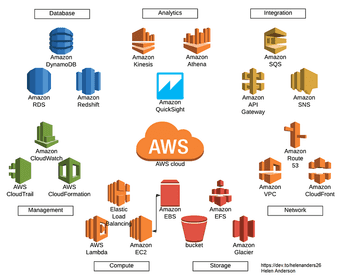 Database
Analytics
Integration
Amazon
DynamoDB
Amazon
Kinesis
Amazon
Athena
Amazon
SQS
Amazon
RDS
Amazon
Redshift
Amazon
QuickSight
Amazon
API
Gateway
Amazon
SNS
AWS
AWS cloud
Amazon
CloudWatch
Amazon
Route
53
AWS
CloudTrail
AWS
CloudFormation
Amazon
VPC
Amazon
CloudFront
Management
Elastic
Load
Balancing
Amazon
EBS
Amazon
EFS
Network
AWS
Lambda
Amazon
EC2
bucket
Amazon
Glacier
Compute
Storage
https://dev.to/helenanders26
Helen Anderson